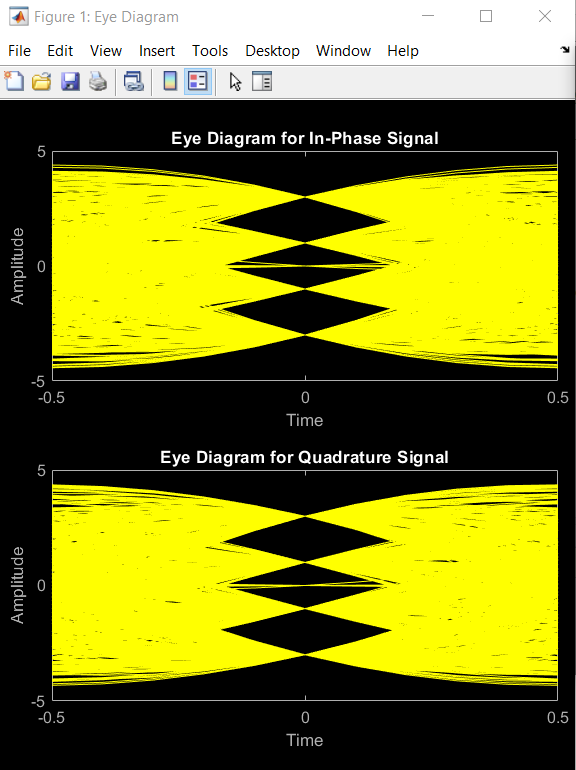 Figure 1: Eye Diagram
File Edit View Insert Tools Desktop Window Help
Eye Diagram for In-Phase Signal
5
0
-5
Amplitude
-0.5 0 0.5
Time
Eye Diagram for Quadrature Signal
5
0
-5
Amplitude
-0.5 0 0.5
Time